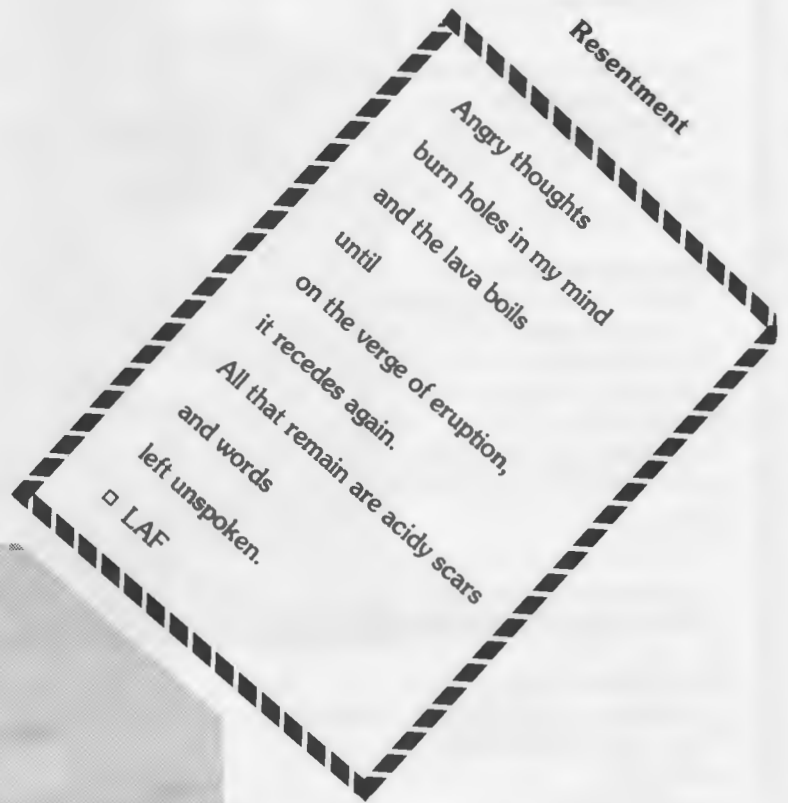 Resentment
Angry thoughts
burn holes in my mind
and the lava boils
until
on the verge of eruption,
it recedes again.
All that remain are acidy scars
and words
left unspoken.
□ LAF